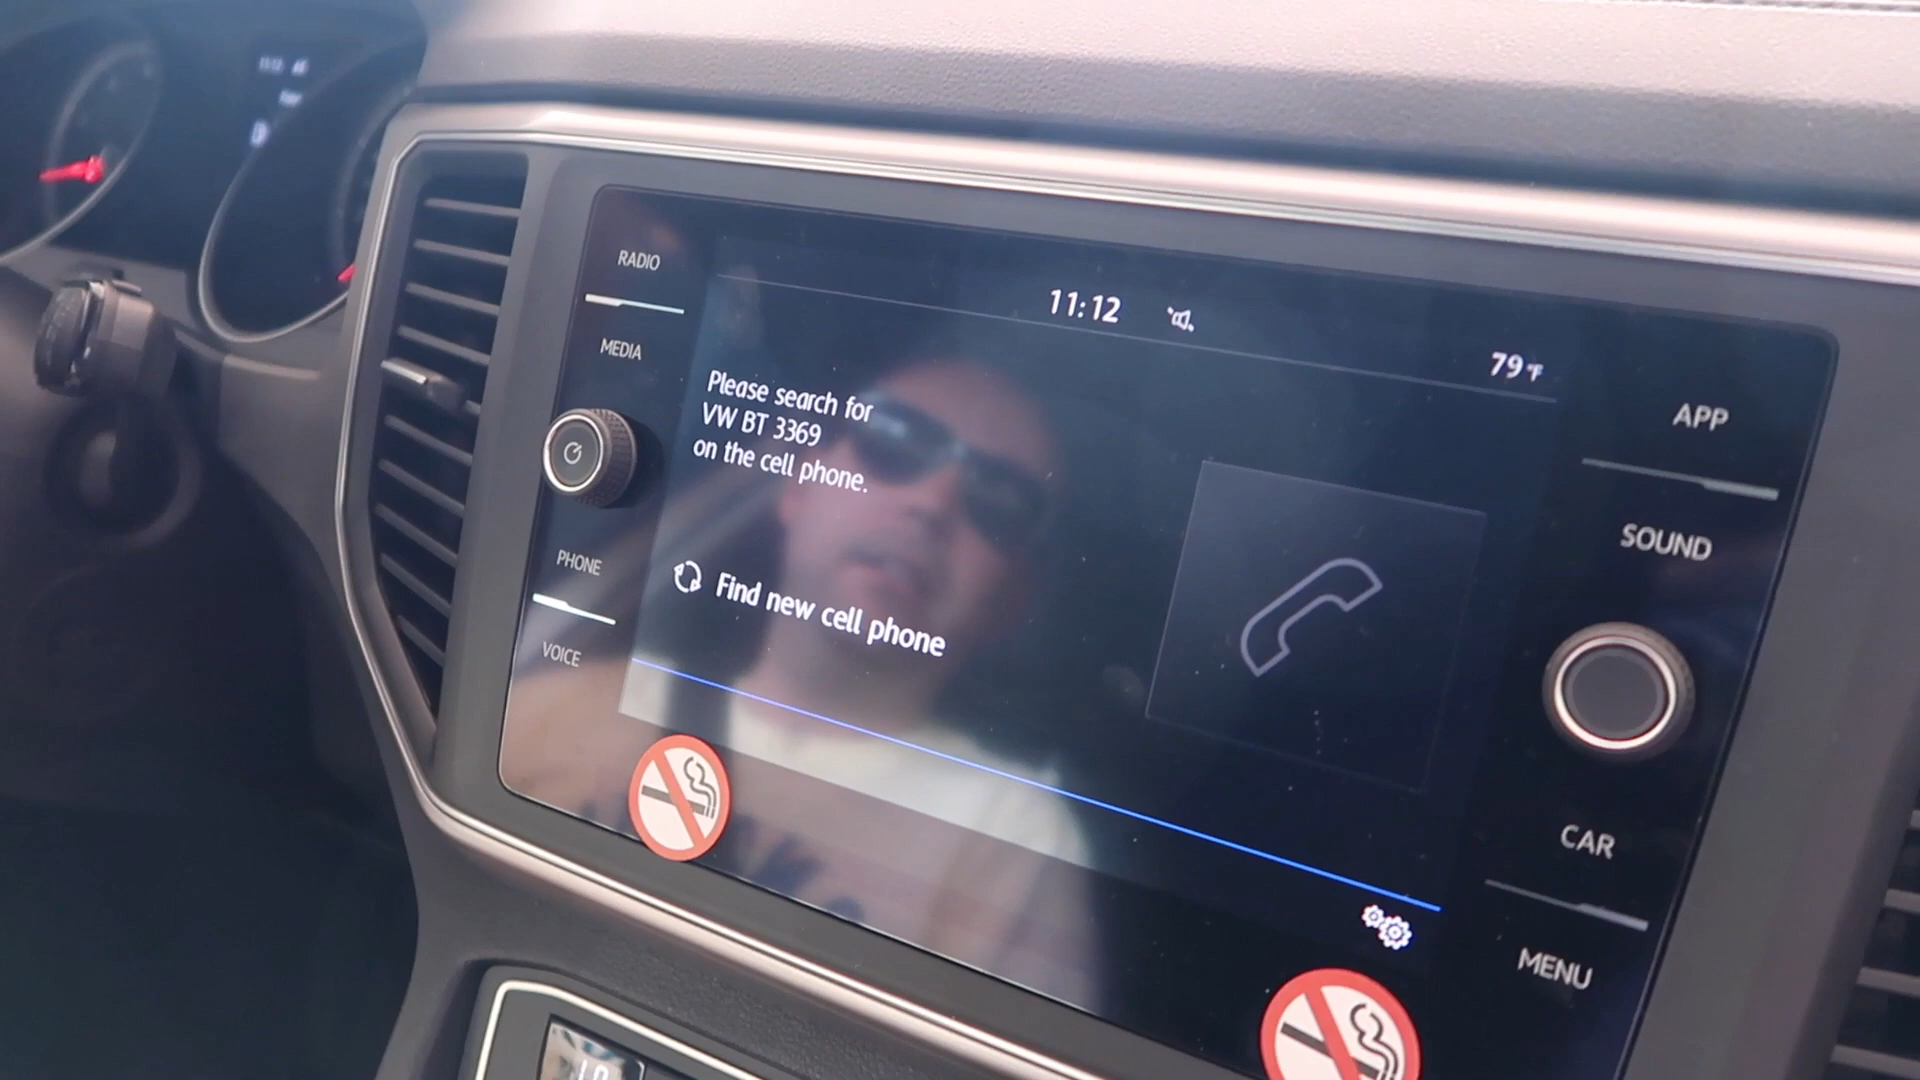 RADIO
MEDIA
PHONE
VOICE
11:12
79°F
Please search for
VW BT 3369
on the cell phone.
Find new cell phone
APP
SOUND
CAR
MENU